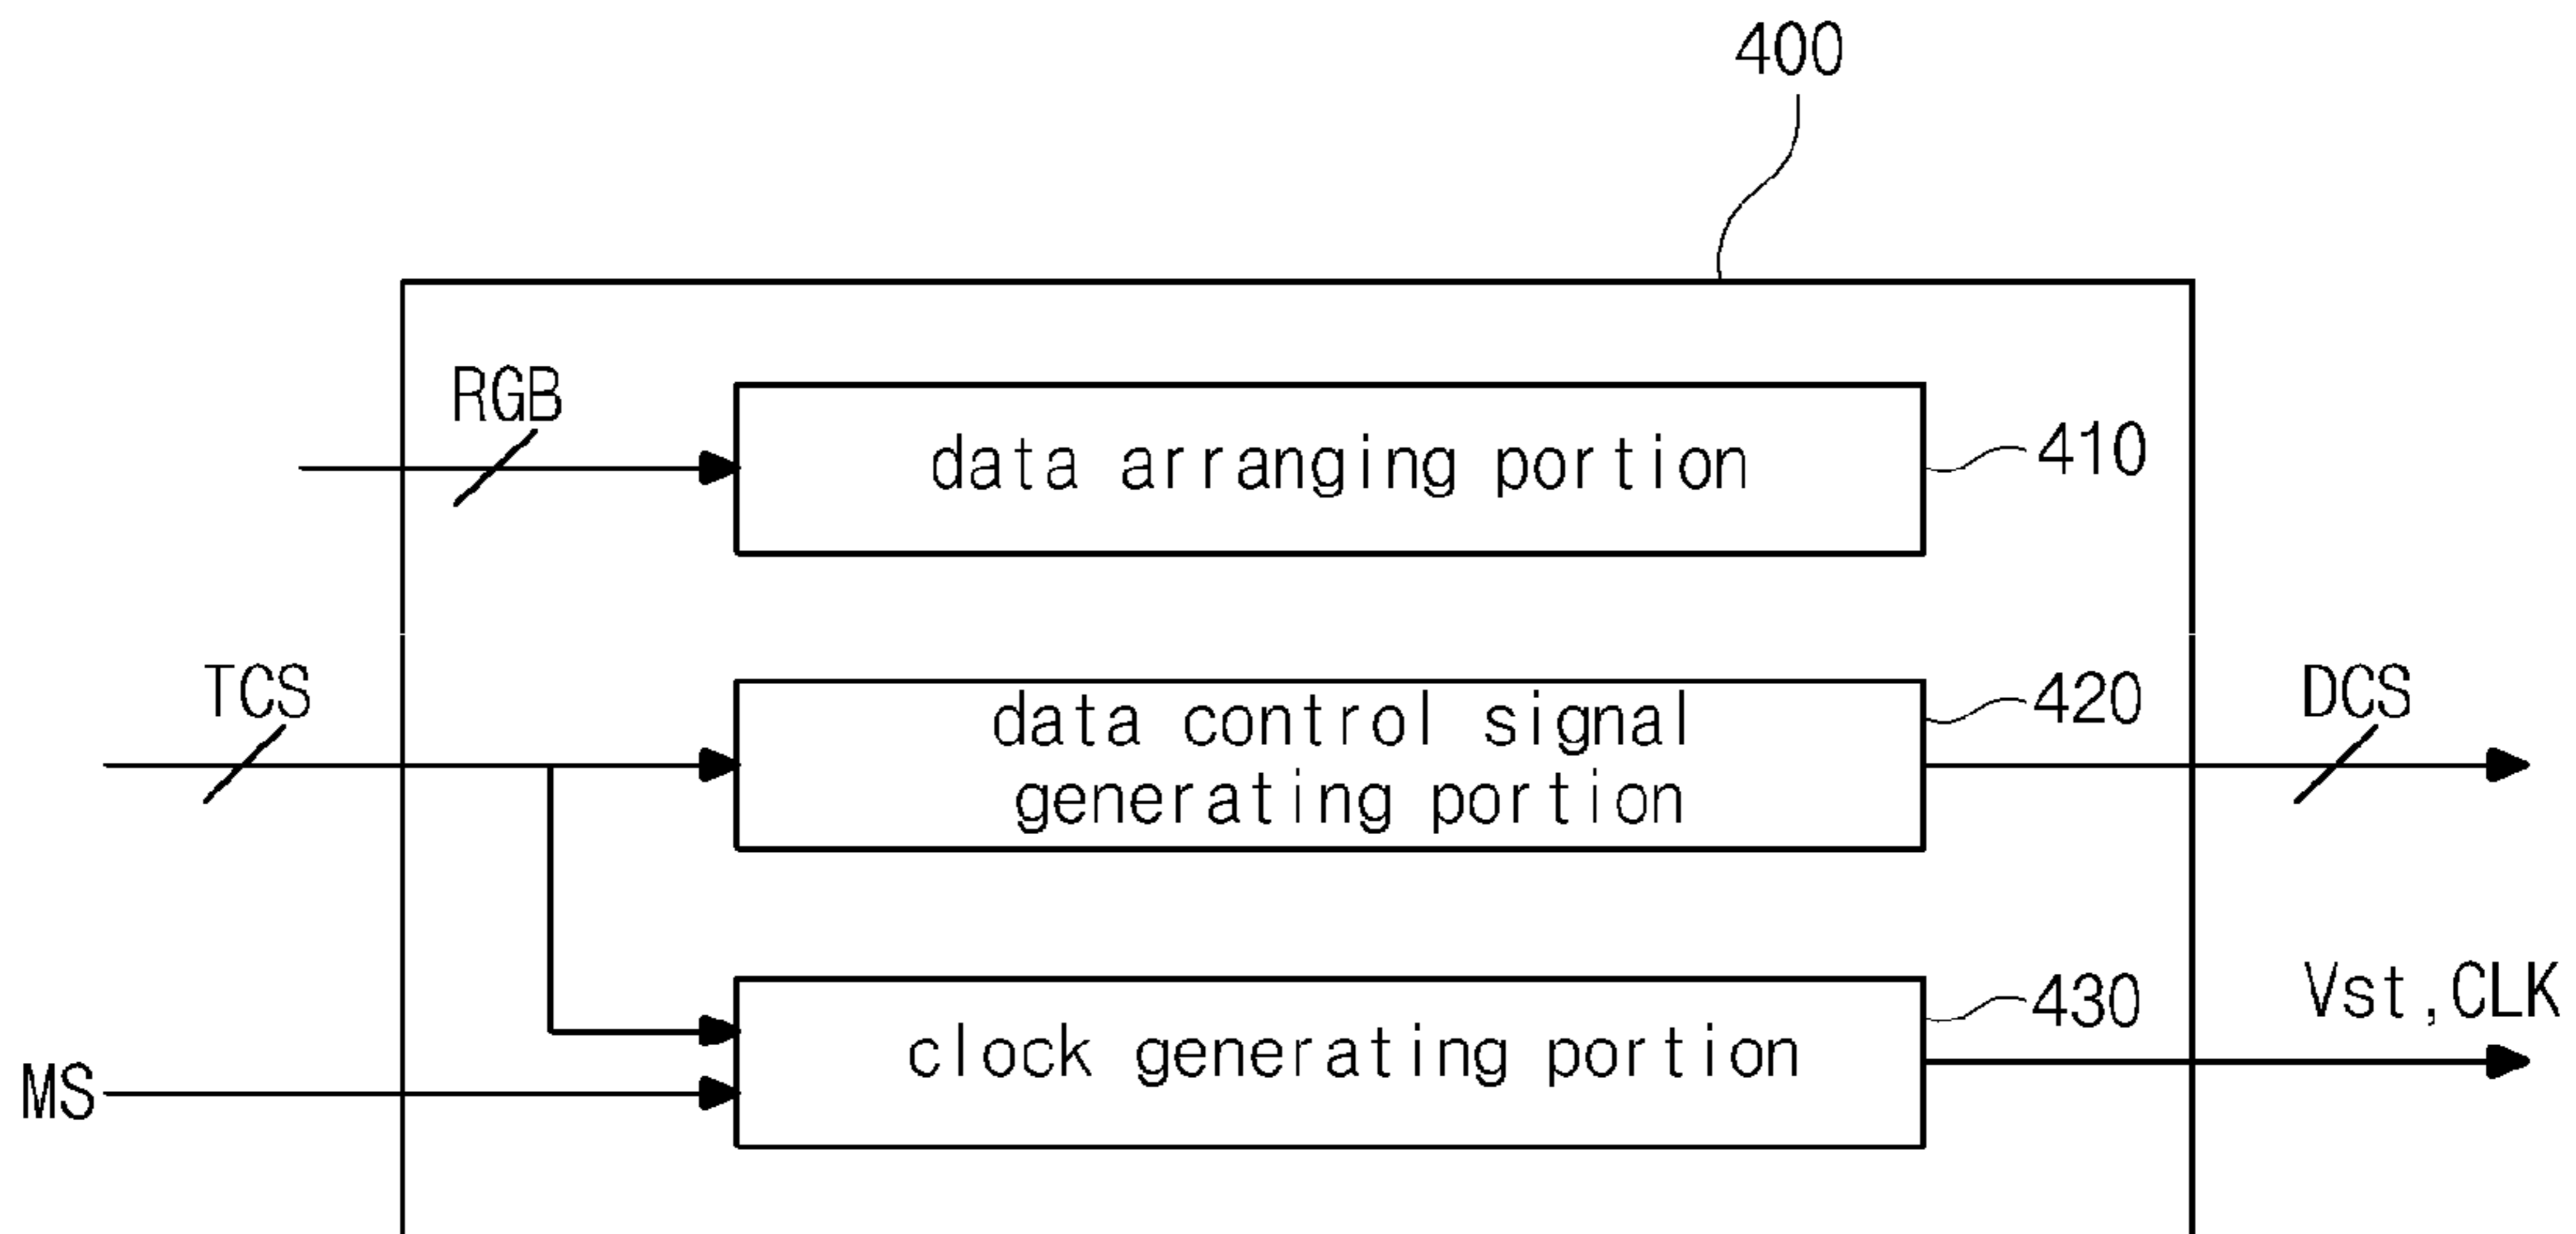 400
RGB
data arranging portion
410
TCS
data control signal
generating portion
420
DCS
MS
clock generating portion
430
Vst,CLK